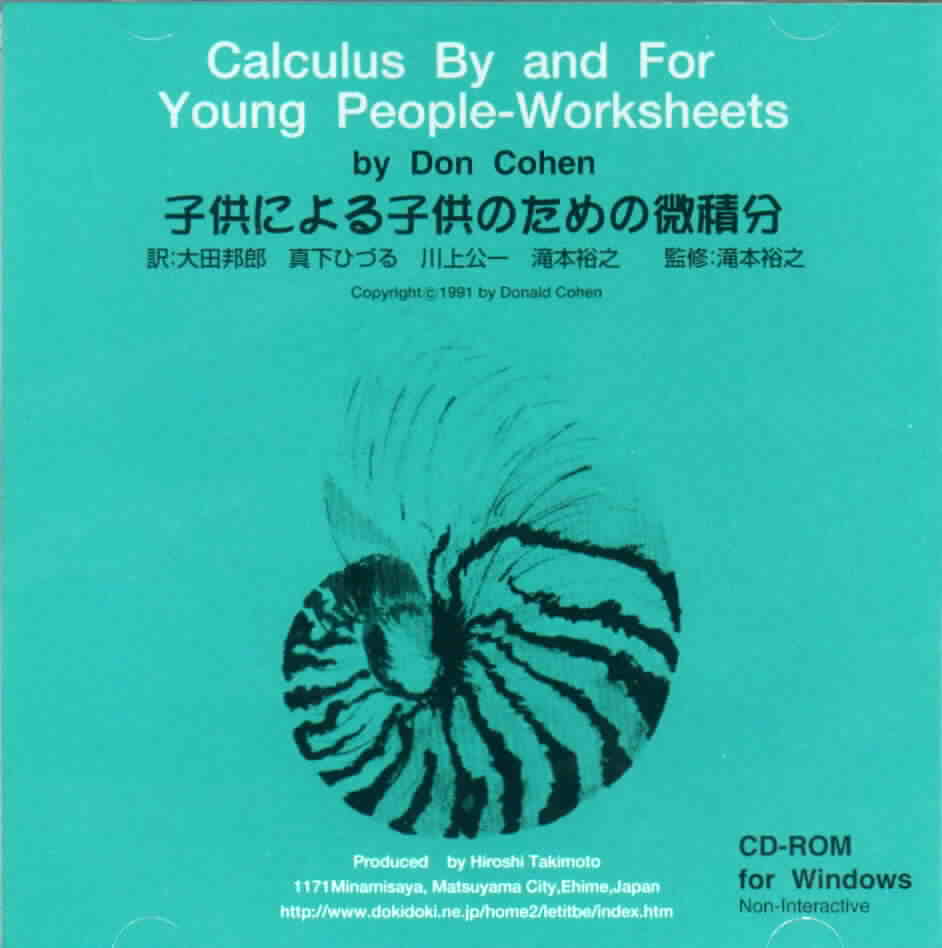 Calculus By and For
Young People-Worksheets
by Don Cohen
子供による子供のための微積分
訳:大田邦郎 真下ひづる 川上公一 滝本裕之 監修:滝本裕之
Copyright©1991 by Donald Cohen
Produced by Hiroshi Takimoto
1171Minamisaya, Matsuyama City,Ehime,Japan
http://www.dokidoki.ne.jp/home2/letitbe/index.htm
CD-ROM
for Windows
Non-Interactive